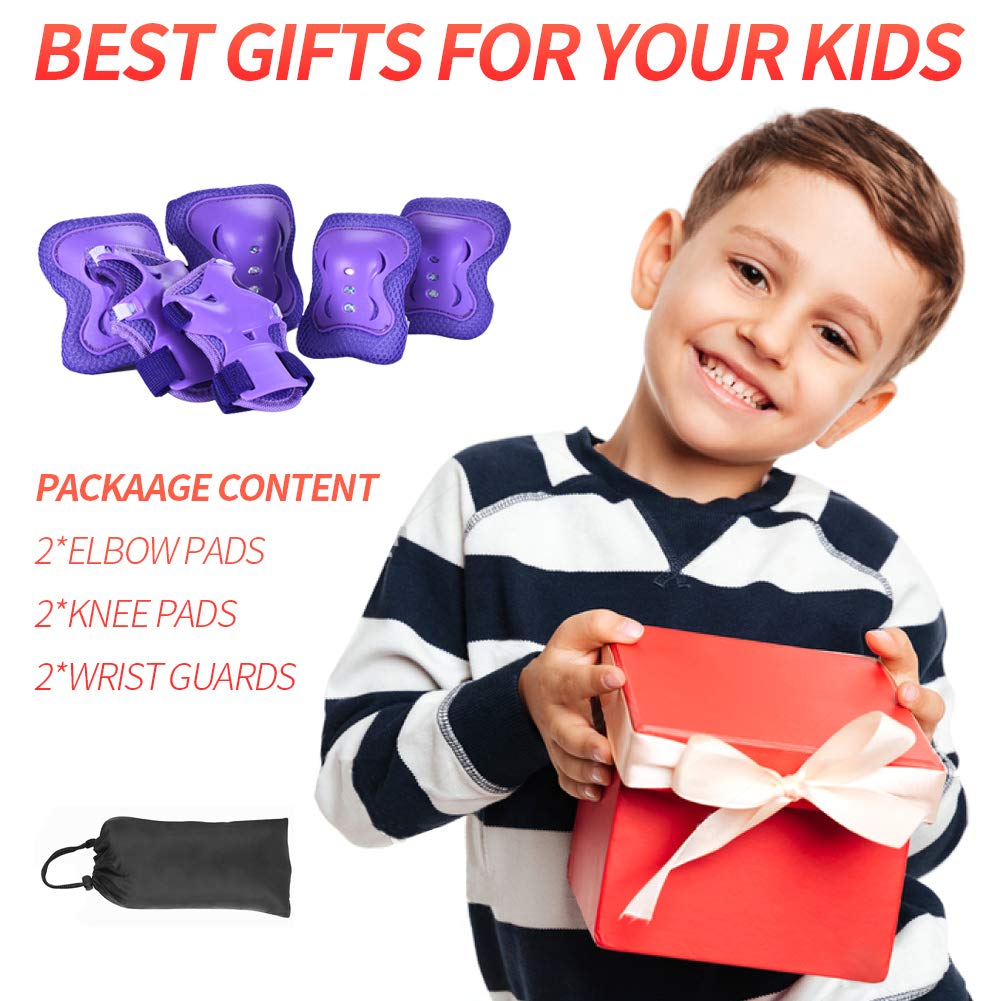 BEST GIFTS FOR YOUR KIDS
PACKAAGE CONTENT
2*ELBOW PADS
2*KNEE PADS
2*WRIST GUARDS